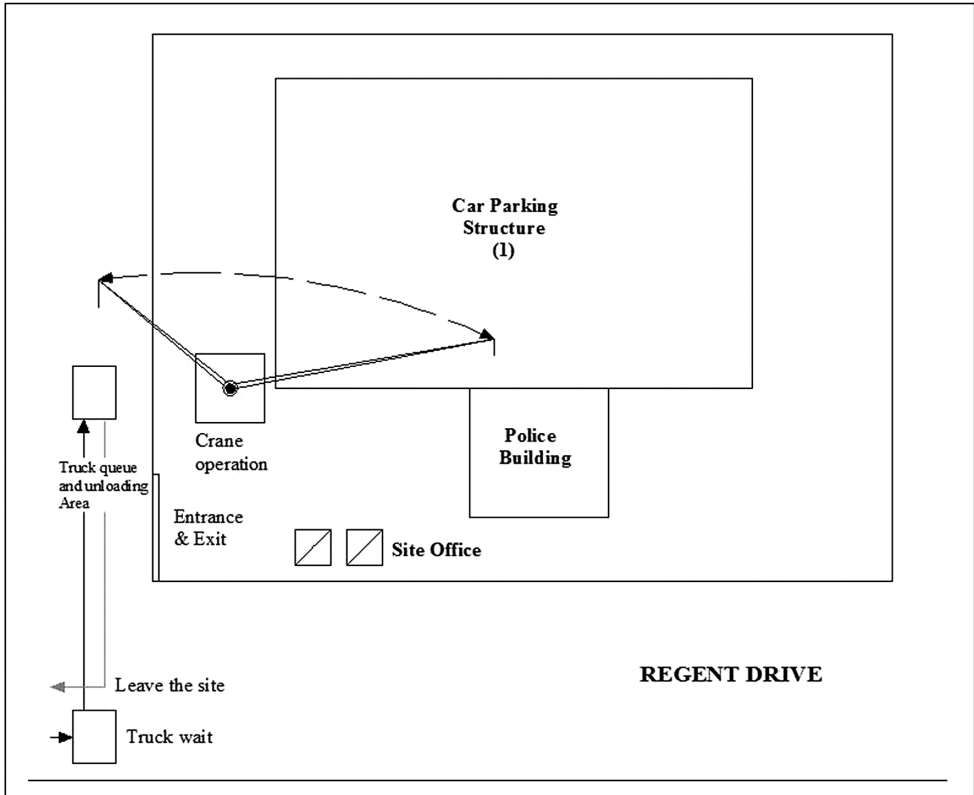 Car Parking
Structure
(1)
Crane
operation
Police
Building
Truck queue
and unloading
Area
Entrance
& Exit
Site Office
Leave the site
REGENT DRIVE
Truck wait